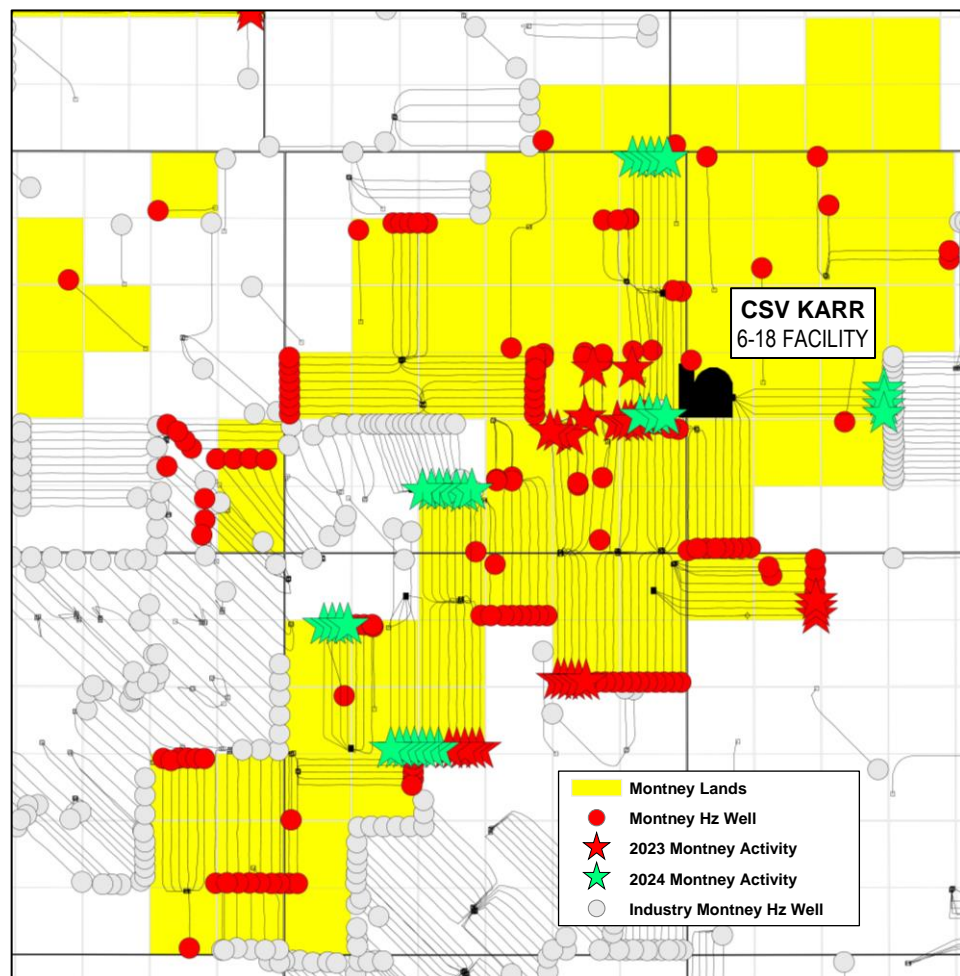 CSV KARR
6-18 FACILITY
Montney Lands
Montney Hz Well
2023 Montney Activity
2024 Montney Activity
Industry Montney Hz Well